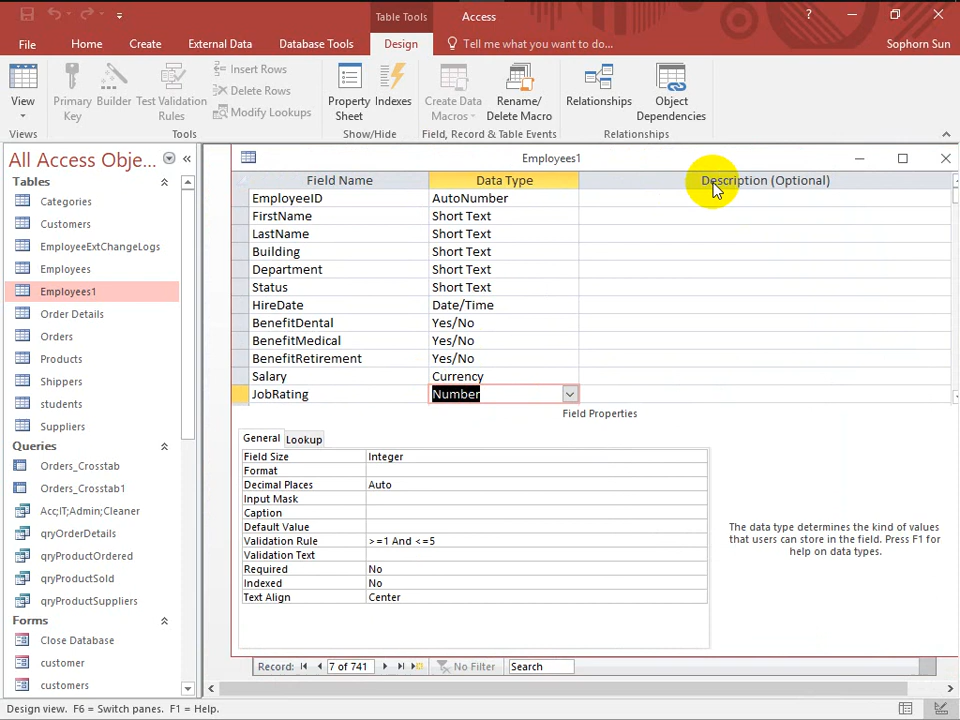 Table Tools Access
?
File Home Create External Data Database Tools Design Tell me what you want to do... Sophorn Sun
View
Primary Key
Builder
Test Validation Rules
Insert Rows
Delete Rows
Modify Lookups
Property Sheet
Indexes
Create Data Macros
Rename/ Delete Macro
Relationships
Object Dependencies
Views Tools Show/Hide Field, Record & Table Events Relationships
All Access Obje...
Tables
Categories
Customers
EmployeeExtChangeLogs
Employees
Employees1
Order Details
Orders
Products
Shippers
students
Suppliers
Queries
Orders_Crosstab
Orders_Crosstab1
Acc;IT;Admin;Cleaner
qryOrderDetails
qryProductOrdered
qryProductSold
qryProductSuppliers
Forms
Close Database
customer
customers
Employees1
Field Name Data Type Description (Optional)
EmployeeID AutoNumber
FirstName Short Text
LastName Short Text
Building Short Text
Department Short Text
Status Short Text
HireDate Date/Time
BenefitDental Yes/No
BenefitMedical Yes/No
BenefitRetirement Yes/No
Salary Currency
JobRating Number
Field Properties
General Lookup
Field Size Integer
Format
Decimal Places Auto
Input Mask
Caption
Default Value
Validation Rule >=1 And <=5
Validation Text
Required No
Indexed No
Text Align Center
The data type determines the kind of values
that users can store in the field. Press F1 for
help on data types.
Record: 7 of 741 No Filter Search
Design view. F6 = Switch panes. F1 = Help.